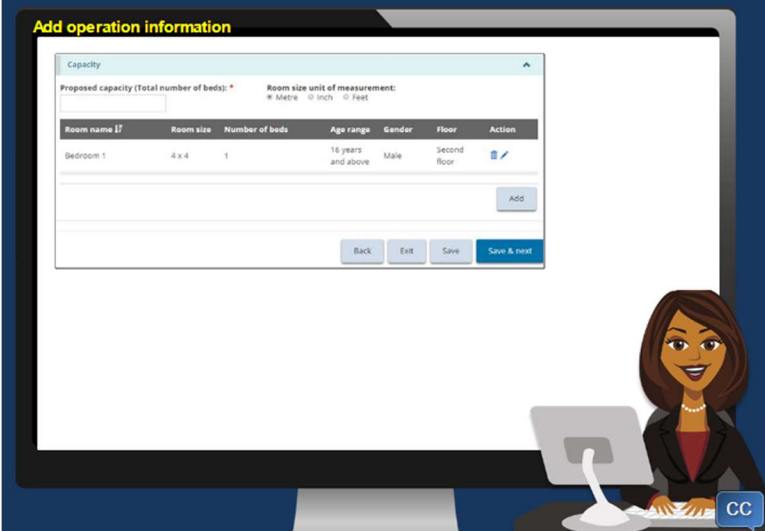 Add operation information
Capacity
Proposed capacity (Total number of beds): *
Room size unit of measurement:
Metre Inch Feet
Room name Room size Number of beds Age range Gender Floor Action
Bedroom 1 4 x 4 1 16 years and above Male Second floor
Add
Back Exit Save Save & next
CC